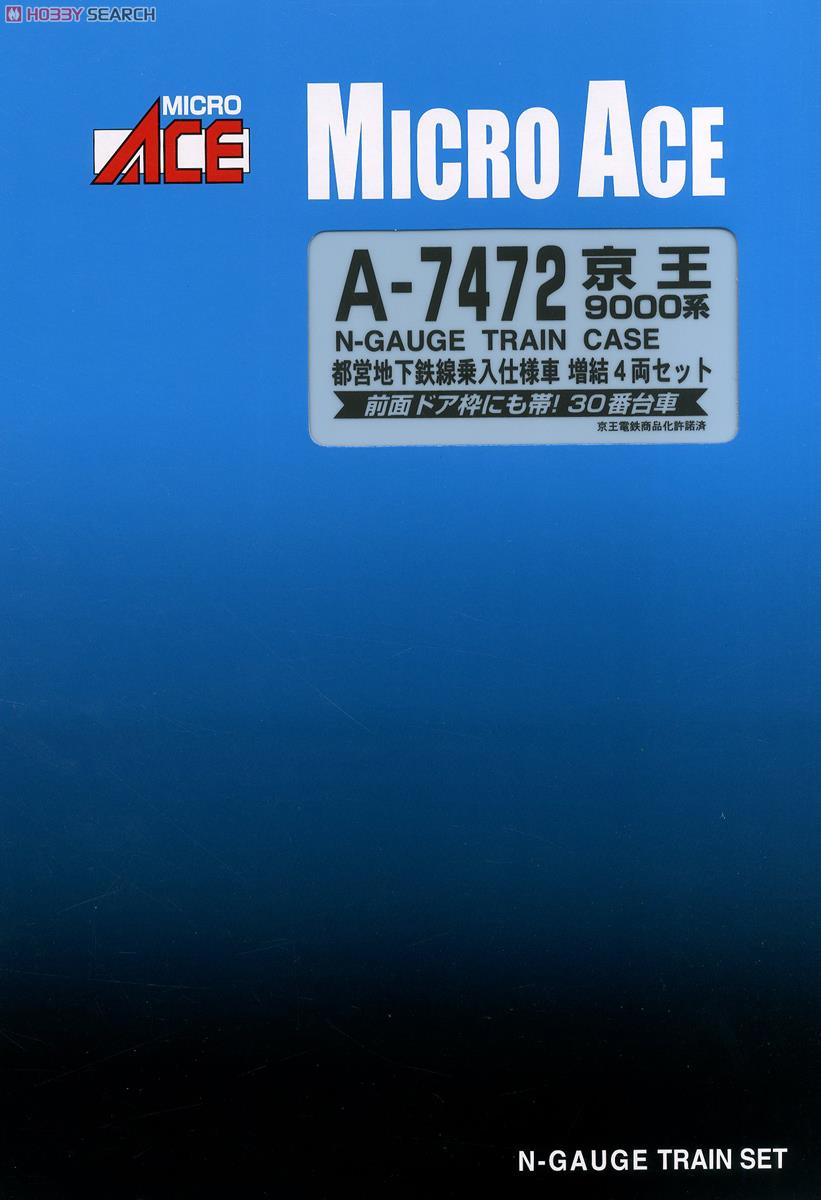 HOBBY SEARCH
MICRO
ACE
MICRO ACE
A-7472 京王
9000系
N-GAUGE TRAIN CASE
都営地下鉄線乗入仕様車 増結4両セット
前面ドア枠にも帯! 30番台車
京王電鉄商品化許諾済
N-GAUGE TRAIN SET